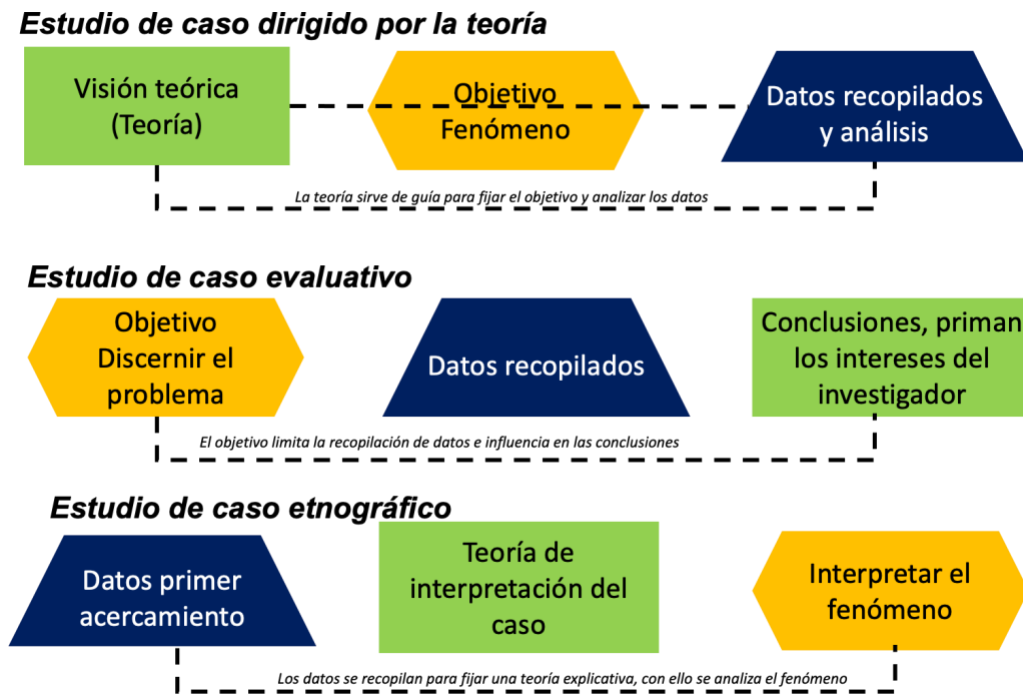 Estudio de caso dirigido por la teoría
Visión teórica
(Teoría)
Objetivo
Fenómeno
Datos recopilados
y análisis
La teoría sirve de guía para fijar el objetivo y analizar los datos
Estudio de caso evaluativo
Objetivo
Discernir el
problema
Datos recopilados
Conclusiones, priman
los intereses del
investigador
El objetivo limita la recopilación de datos e influencia en las conclusiones
Estudio de caso etnográfico
Datos primer
acercamiento
Teoría de
interpretación del
caso
Interpretar el
fenómeno
Los datos se recopilan para fijar una teoría explicativa, con ello se analiza el fenómeno